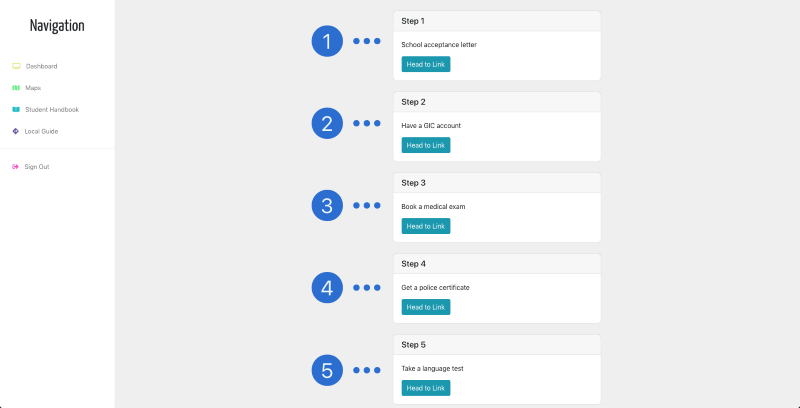 Navigation
Dashboard
Maps
Student Handbook
Local Guide
Sign Out
1
Step 1
School acceptance letter
Head to Link
2
Step 2
Have a GIC account
Head to Link
3
Step 3
Book a medical exam
Head to Link
4
Step 4
Get a police certificate
Head to Link
5
Step 5
Take a language test
Head to Link